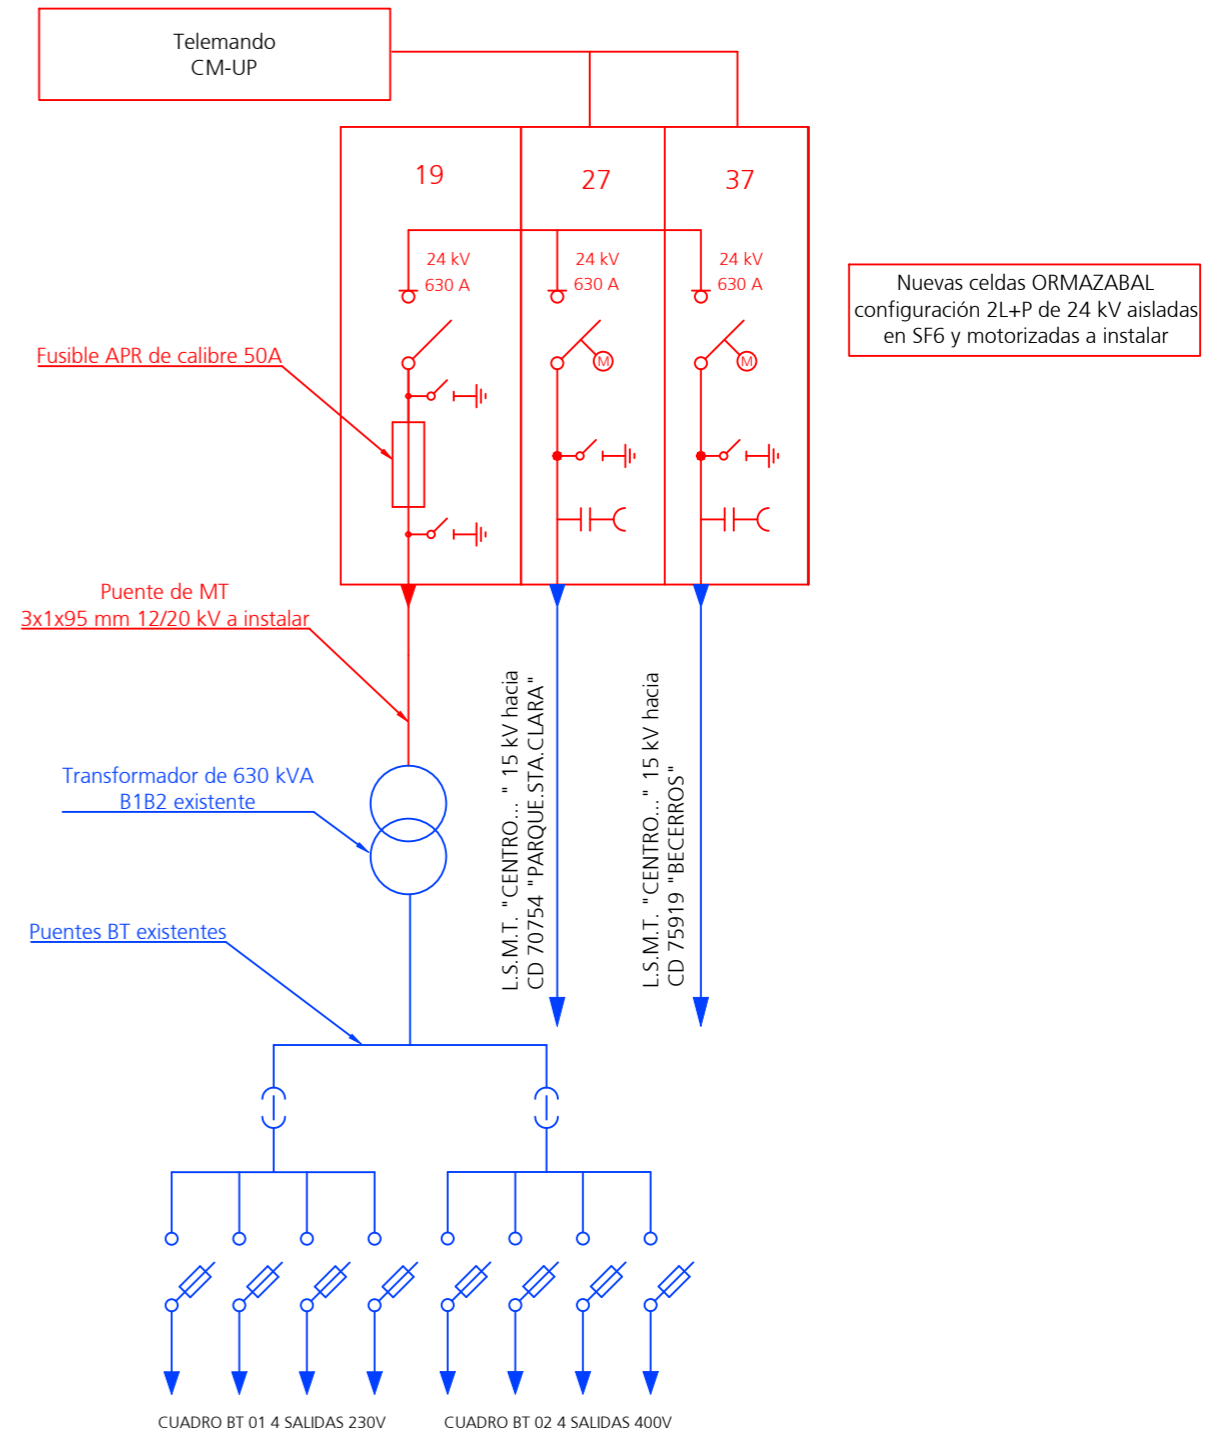 Telemando
CM-UP
19
27
37
24 kV
630 A
24 kV
630 A
24 kV
630 A
M
M
Nuevas celdas ORMAZABAL
configuración 2L+P de 24 kV aisladas
en SF6 y motorizadas a instalar
Fusible APR de calibre 50A
Puente de MT
3x1x95 mm 12/20 kV a instalar
L.S.M.T. "CENTRO..." 15 kV hacia
CD 70754 "PARQUE.STA.CLARA"
L.S.M.T. "CENTRO..." 15 kV hacia
CD 75919 "BECERROS"
Transformador de 630 kVA
B1B2 existente
Puentes BT existentes
CUADRO BT 01 4 SALIDAS 230V
CUADRO BT 02 4 SALIDAS 400V